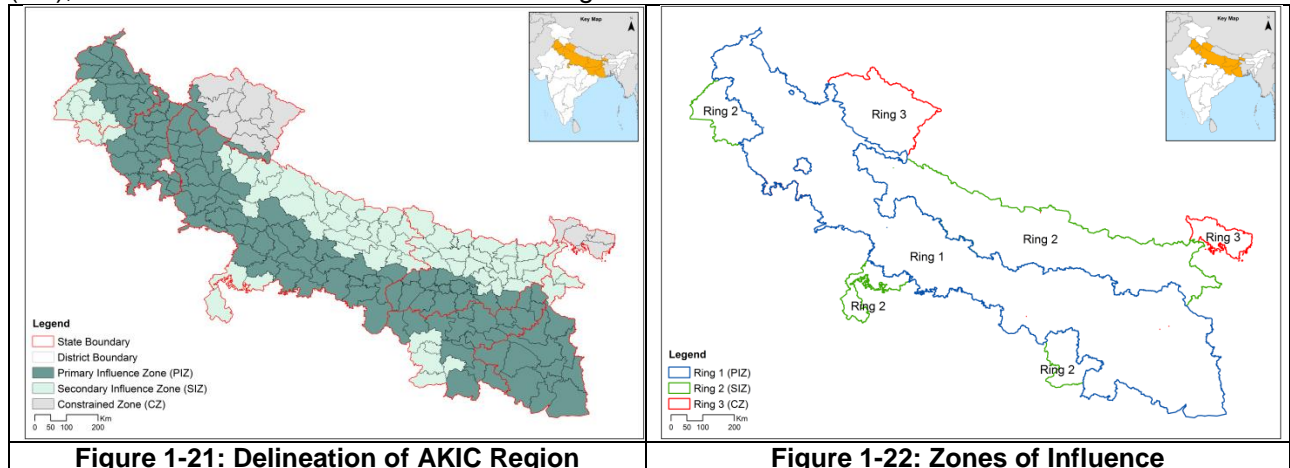 Key Map
Legend
State Boundary
District Boundary
Primary Influence Zone (PIZ)
Secondary Influence Zone (SIZ)
Constrained Zone (CZ)
0 50 100 200 Km
Figure 1-21: Delineation of AKIC Region
Key Map
Ring 2
Ring 3
Ring 2
Ring 3
Ring 1
Ring 2
Ring 2
Legend
Ring 1 (PIZ)
Ring 2 (SIZ)
Ring 3 (CZ)
0 50 100 200 Km
Figure 1-22: Zones of Influence